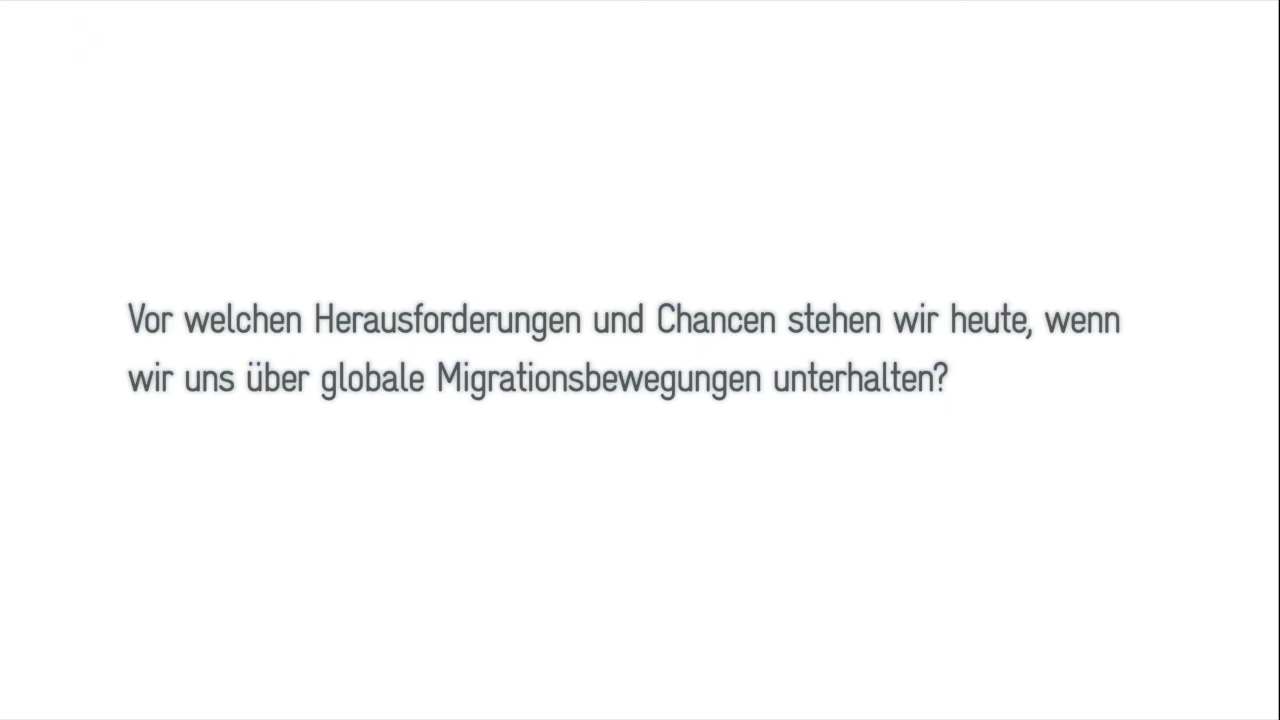 Vor welchen Herausforderungen und Chancen stehen wir heute, wenn
wir uns über globale Migrationsbewegungen unterhalten?